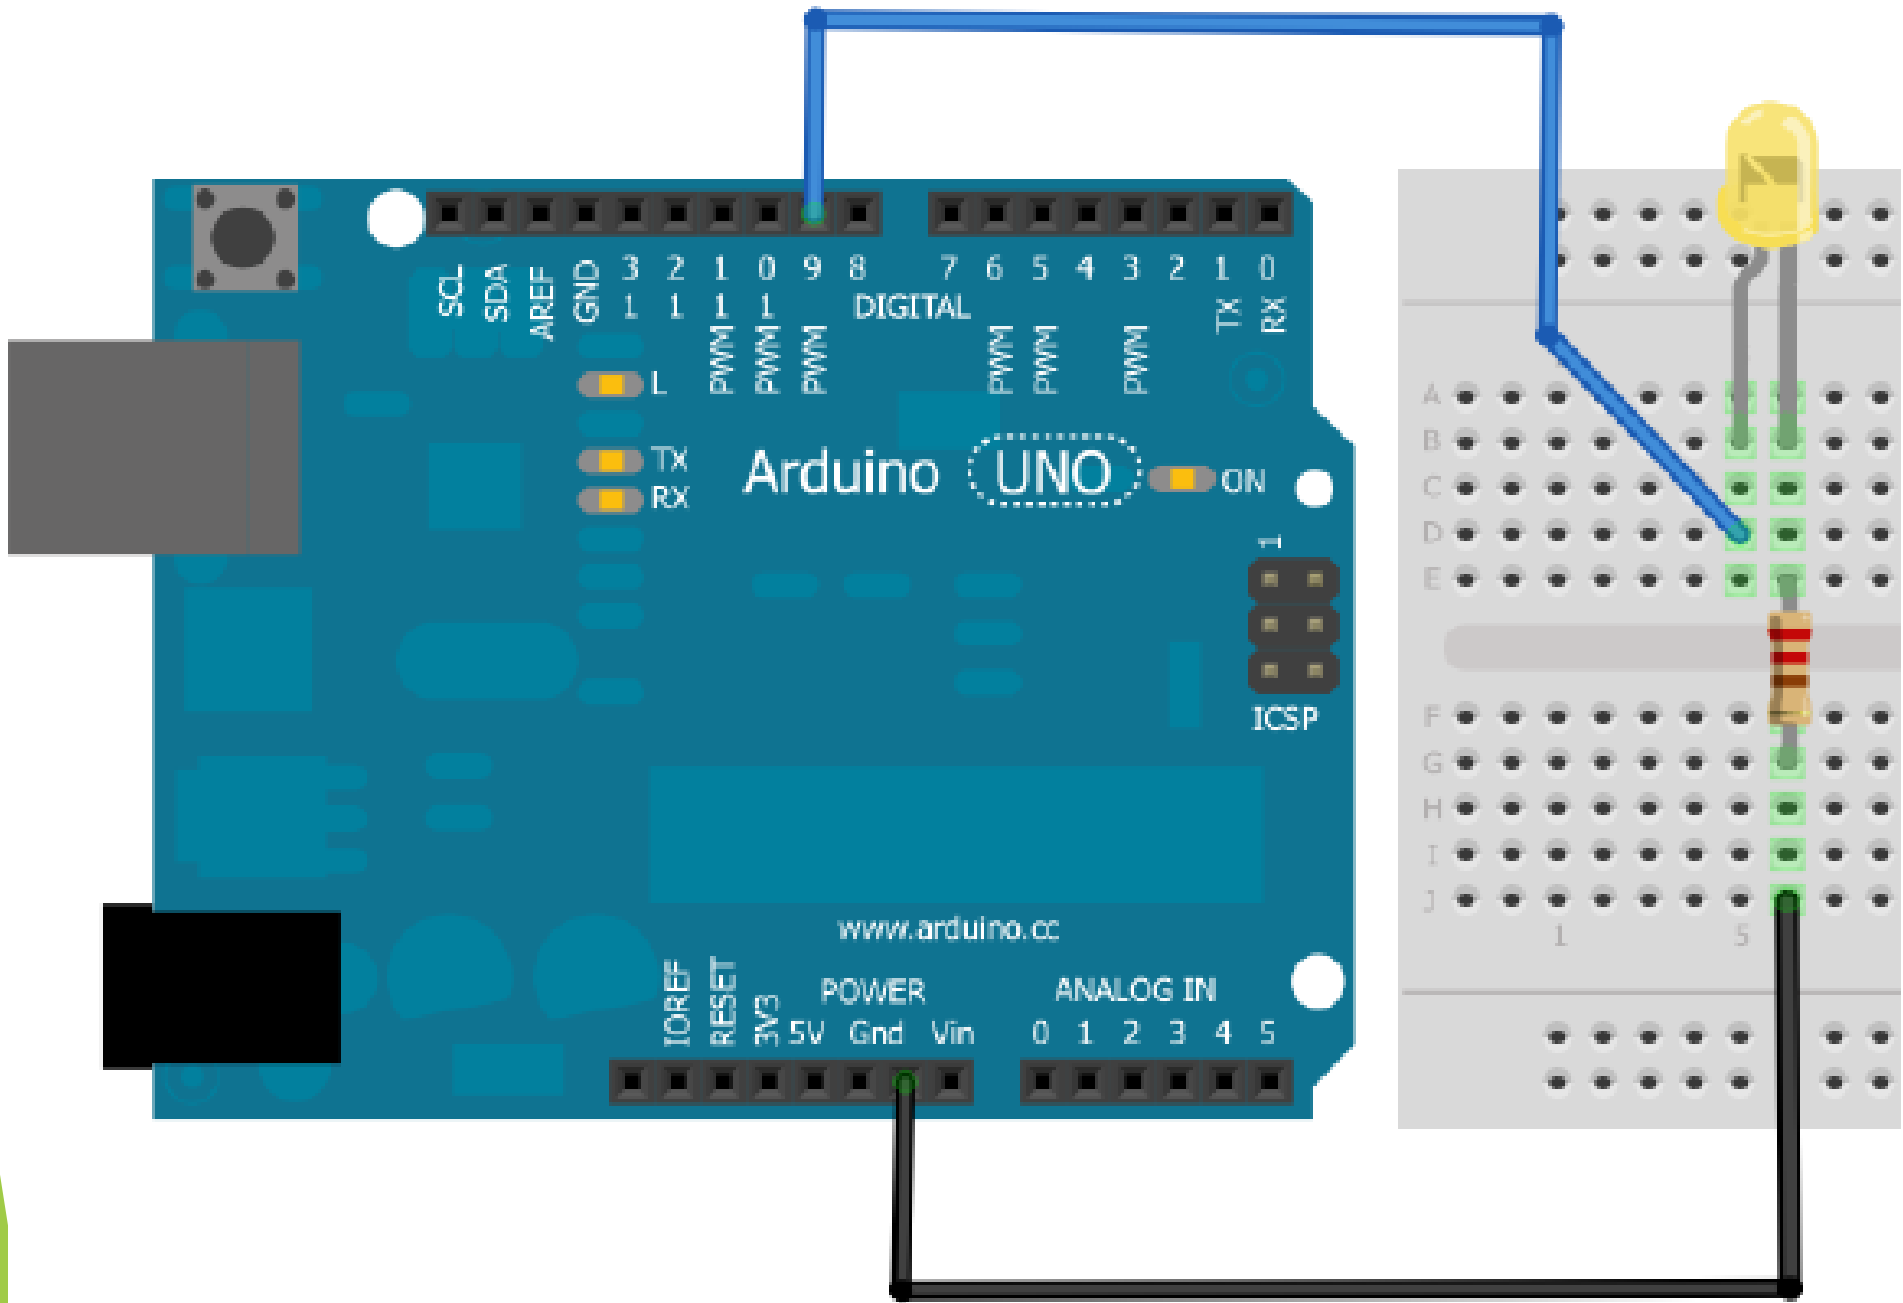 SCL SDA AREF GND 13 12 11 10 9 8 7 6 5 4 3 2 1 0
PWM PWM PWM DIGITAL PWM PWM PWM TX RX
L
TX
RX
Arduino UNO ON
1
ICSP
www.arduino.cc
POWER ANALOG IN
IOREF RESET 3V3 5V Gnd Vin 0 1 2 3 4 5
A
B
C
D
E
F
G
H
I
J
1 5